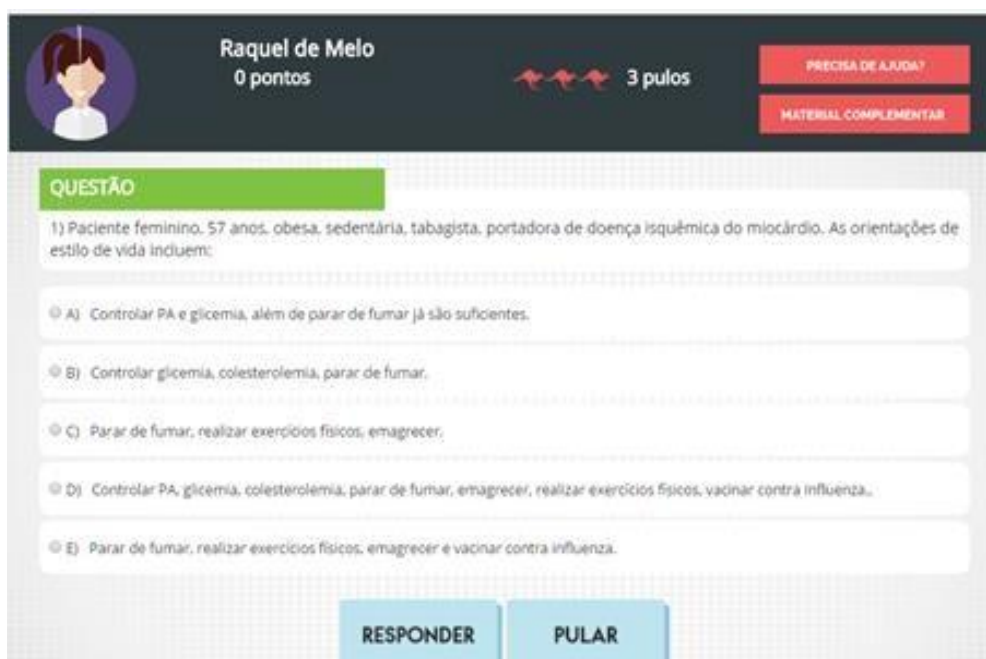 Raquel de Melo
0 pontos
3 pulos
PRECISA DE AJUDA?
MATERIAL COMPLEMENTAR
QUESTÃO
1) Paciente feminino, 57 anos, obesa, sedentária, tabagista, portadora de doença isquêmica do miocárdio. As orientações de
estilo de vida incluem:
A) Controlar PA e glicemia, além de parar de fumar já são suficientes.
B) Controlar glicemia, colesterolemia, parar de fumar.
C) Parar de fumar, realizar exercícios físicos, emagrecer.
D) Controlar PA, glicemia, colesterolemia, parar de fumar, emagrecer, realizar exercícios físicos, vacinar contra Influenza..
E) Parar de fumar, realizar exercícios físicos, emagrecer e vacinar contra influenza.
RESPONDER
PULAR